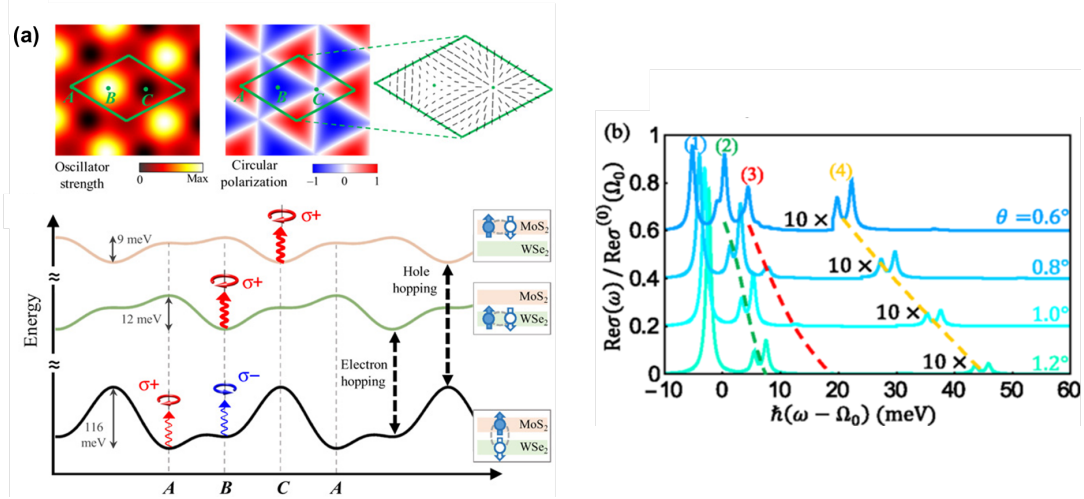 (a)
A
B
C
A
B
C
Oscillator
strength
0
Max
Circular
polarization
−1
0
1
9 meV
σ+
MoS2
WSe2
Hole
hopping
σ+
12 meV
MoS2
WSe2
Energy
Electron
hopping
σ+
σ−
116
meV
MoS2
WSe2
A
B
C
A
(b)
Reσ(ω) / Reσ(0)(Ω0)
1
0.8
0.6
0.4
0.2
0
(1)
(2)
(3)
(4)
10 ×
θ = 0.6°
10 ×
0.8°
10 ×
1.0°
10 ×
1.2°
−10
0
10
20
30
40
50
60
ℏ(ω − Ω0) (meV)